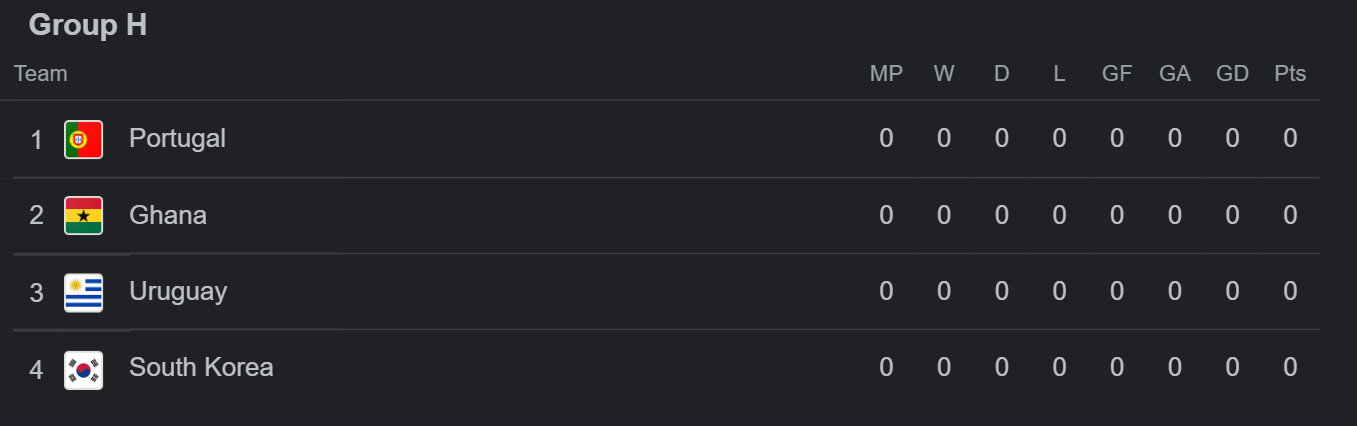 Group H
Team MP W D L GF GA GD Pts
1 Portugal 0 0 0 0 0 0 0 0
2 Ghana 0 0 0 0 0 0 0 0
3 Uruguay 0 0 0 0 0 0 0 0
4 South Korea 0 0 0 0 0 0 0 0